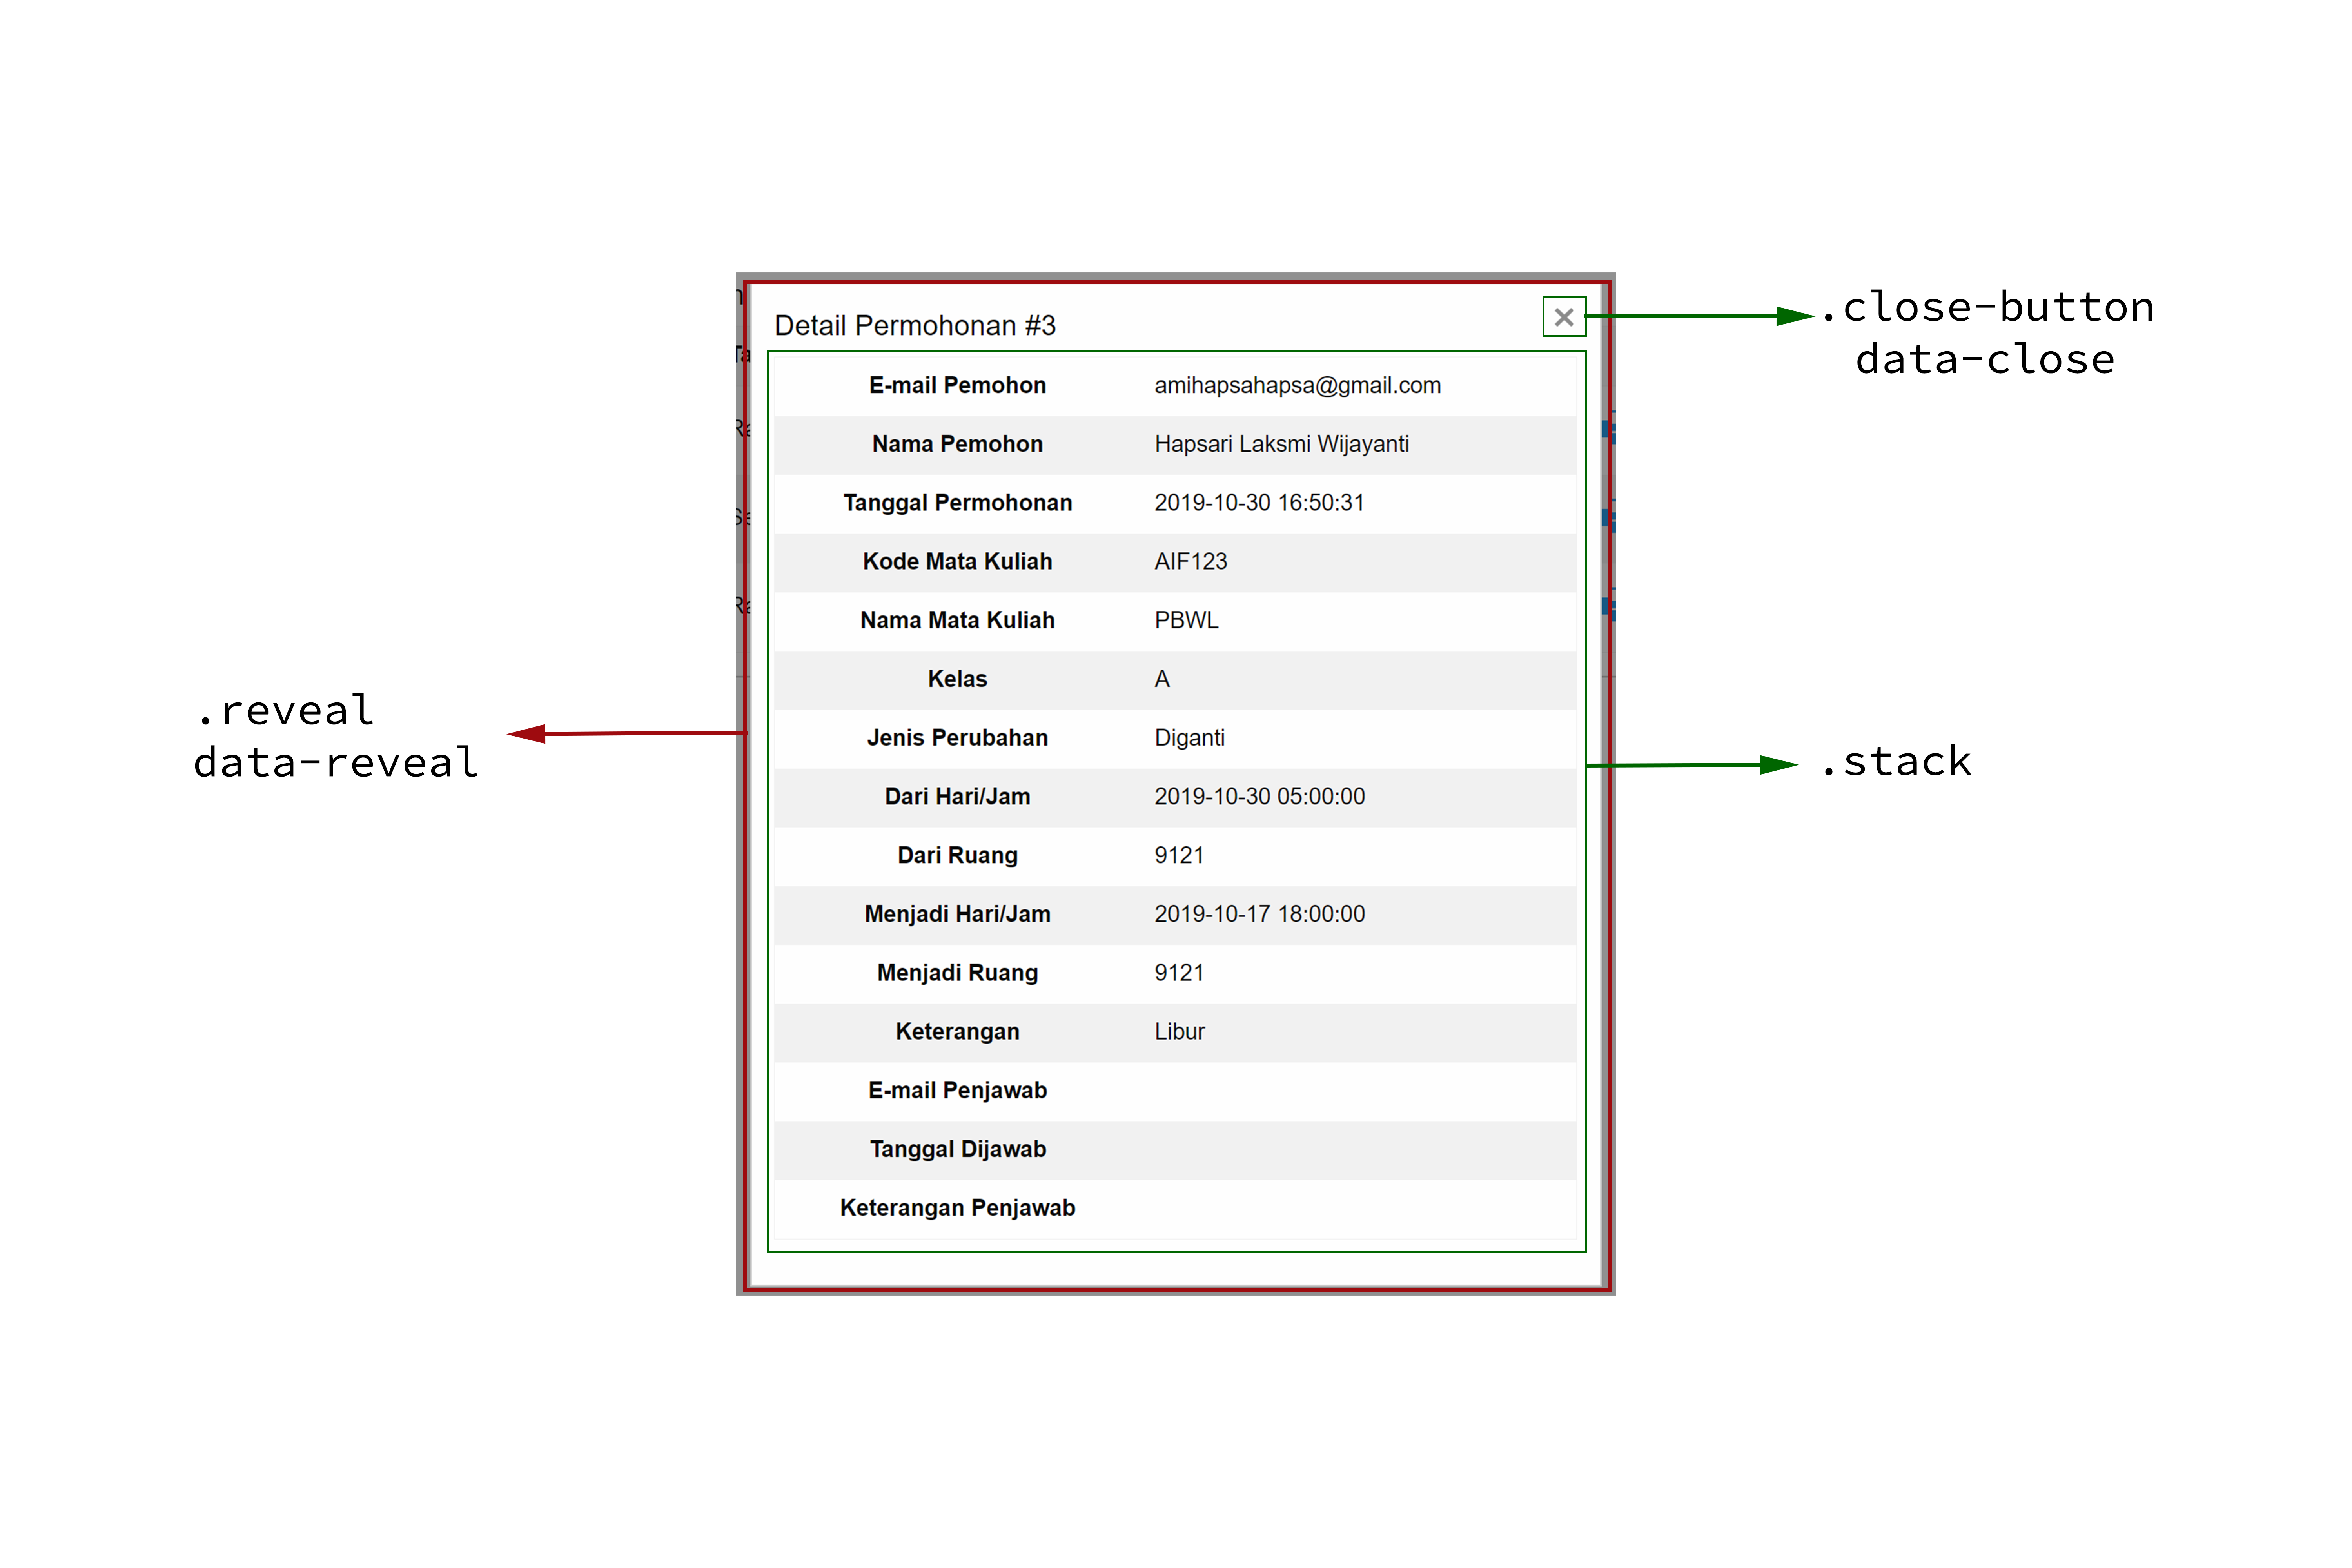 .close-button
data-close
Detail Permohonan #3
E-mail Pemohon amihapsahapsa@gmail.com
Nama Pemohon Hapsari Laksmi Wijayanti
Tanggal Permohonan 2019-10-30 16:50:31
Kode Mata Kuliah AIF123
Nama Mata Kuliah PBWL
Kelas A
.reveal
data-reveal
Jenis Perubahan Diganti
.stack
Dari Hari/Jam 2019-10-30 05:00:00
Dari Ruang 9121
Menjadi Hari/Jam 2019-10-17 18:00:00
Menjadi Ruang 9121
Keterangan Libur
E-mail Penjawab
Tanggal Dijawab
Keterangan Penjawab